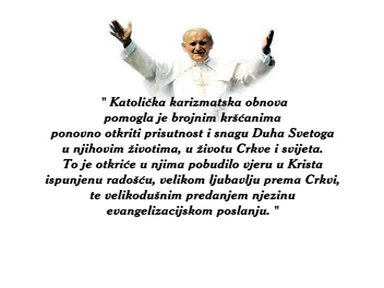 " Katolička karizmatska obnova
pomogla je brojnim kršćanima
ponovno otkriti prisutnost i snagu Duha Svetoga
u njihovim životima, u životu Crkve i svijeta.
To je otkriće u njima pobudilo vjeru u Krista
ispunjenu radošću, velikom ljubavlju prema Crkvi,
te velikodušnim predanjem njezinu
evangelizacijskom poslanju. "